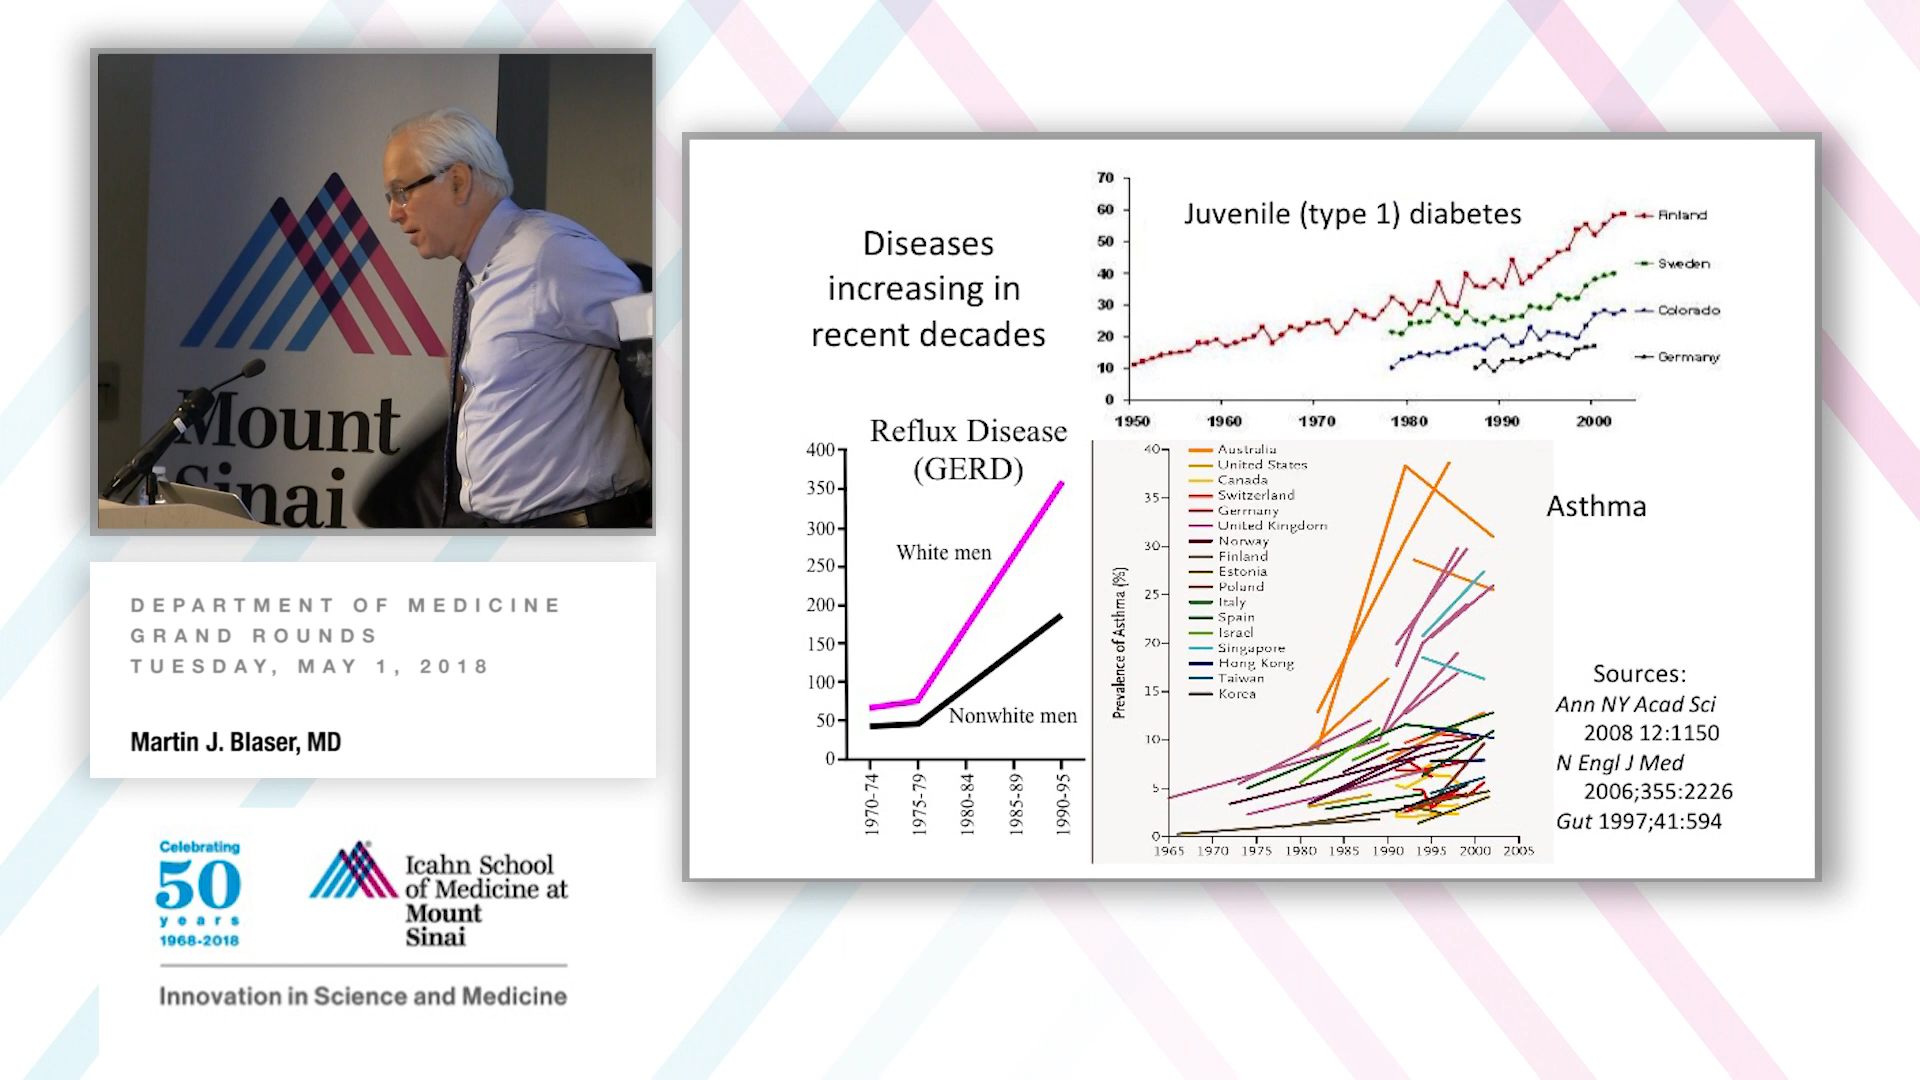 Mount
Sinai
DEPARTMENT OF MEDICINE
GRAND ROUNDS
TUESDAY, MAY 1, 2018
Martin J. Blaser, MD
Celebrating
50
years
1968-2018
Icahn School
of Medicine at
Mount
Sinai
Innovation in Science and Medicine
Diseases
increasing in
recent decades
Juvenile (type 1) diabetes
70
60
50
40
30
20
10
0
1950 1960 1970 1980 1990 2000
Finland
Sweden
Colorado
Germany
Reflux Disease
(GERD)
400
350
300
250
200
150
100
50
0
White men
Nonwhite men
1970-74
1975-79
1980-84
1985-89
1990-95
Asthma
Prevalence of Asthma (%)
40
35
30
25
20
15
10
5
0
Australia
United States
Canada
Switzerland
Germany
United Kingdom
Norway
Finland
Estonia
Poland
Italy
Spain
Israel
Singapore
Hong Kong
Taiwan
Korea
1965 1970 1975 1980 1985 1990 1995 2000 2005
Sources:
Ann NY Acad Sci
2008 12:1150
N Engl J Med
2006;355:2226
Gut 1997;41:594